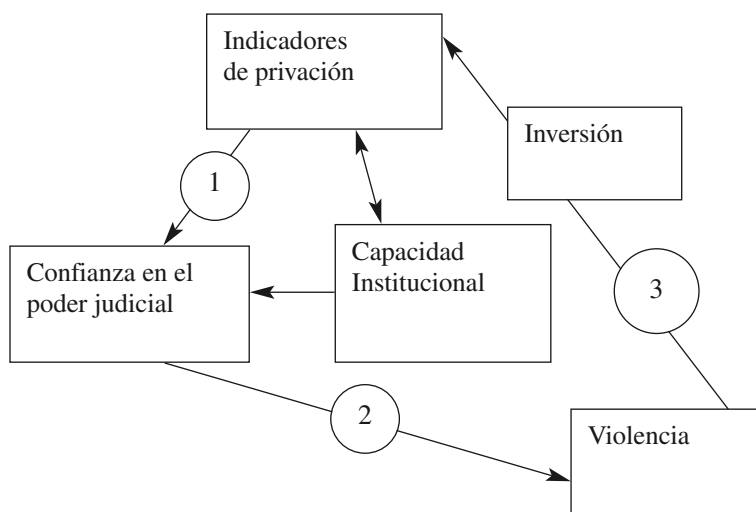 Indicadores
de privación
Inversión
1
Confianza en el
poder judicial
Capacidad
Institucional
3
2
Violencia